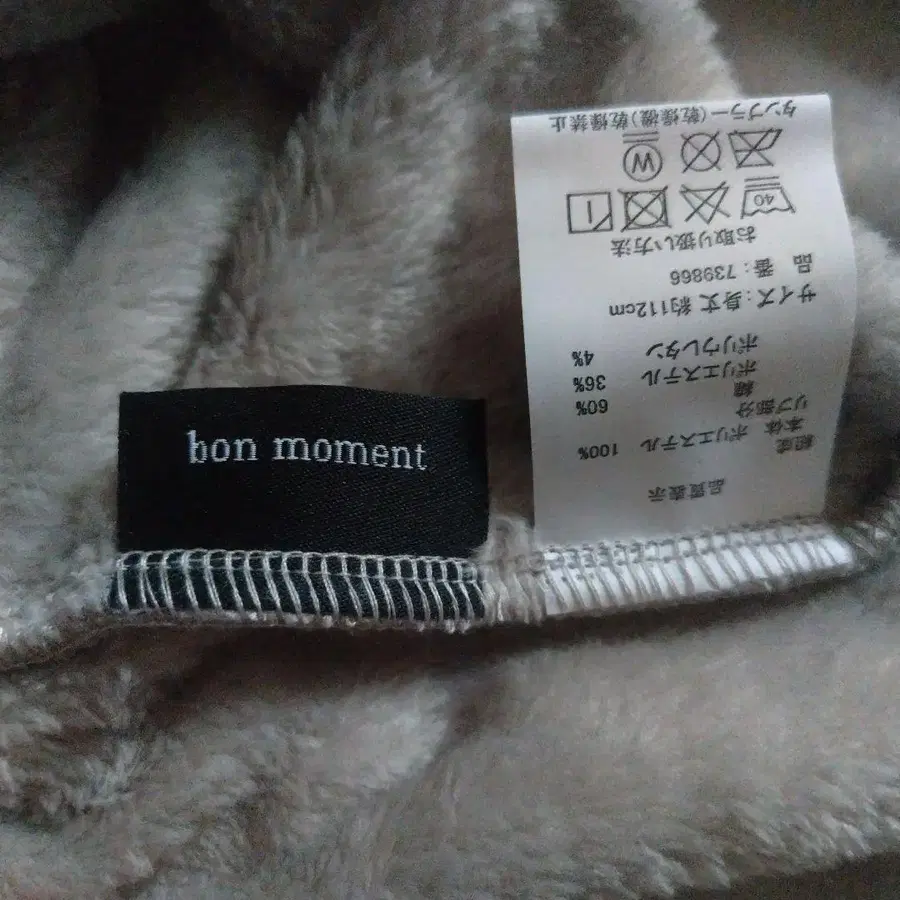 bon moment
品質表示
組成 本体 ポリエステル 100%
リブ部分
綿 60%
ポリエステル 36%
ポリウレタン 4%
サイズ:身丈 約112cm
品 番:739866
お取り扱い方法
40
W
タンブラー(乾燥機)乾燥禁止